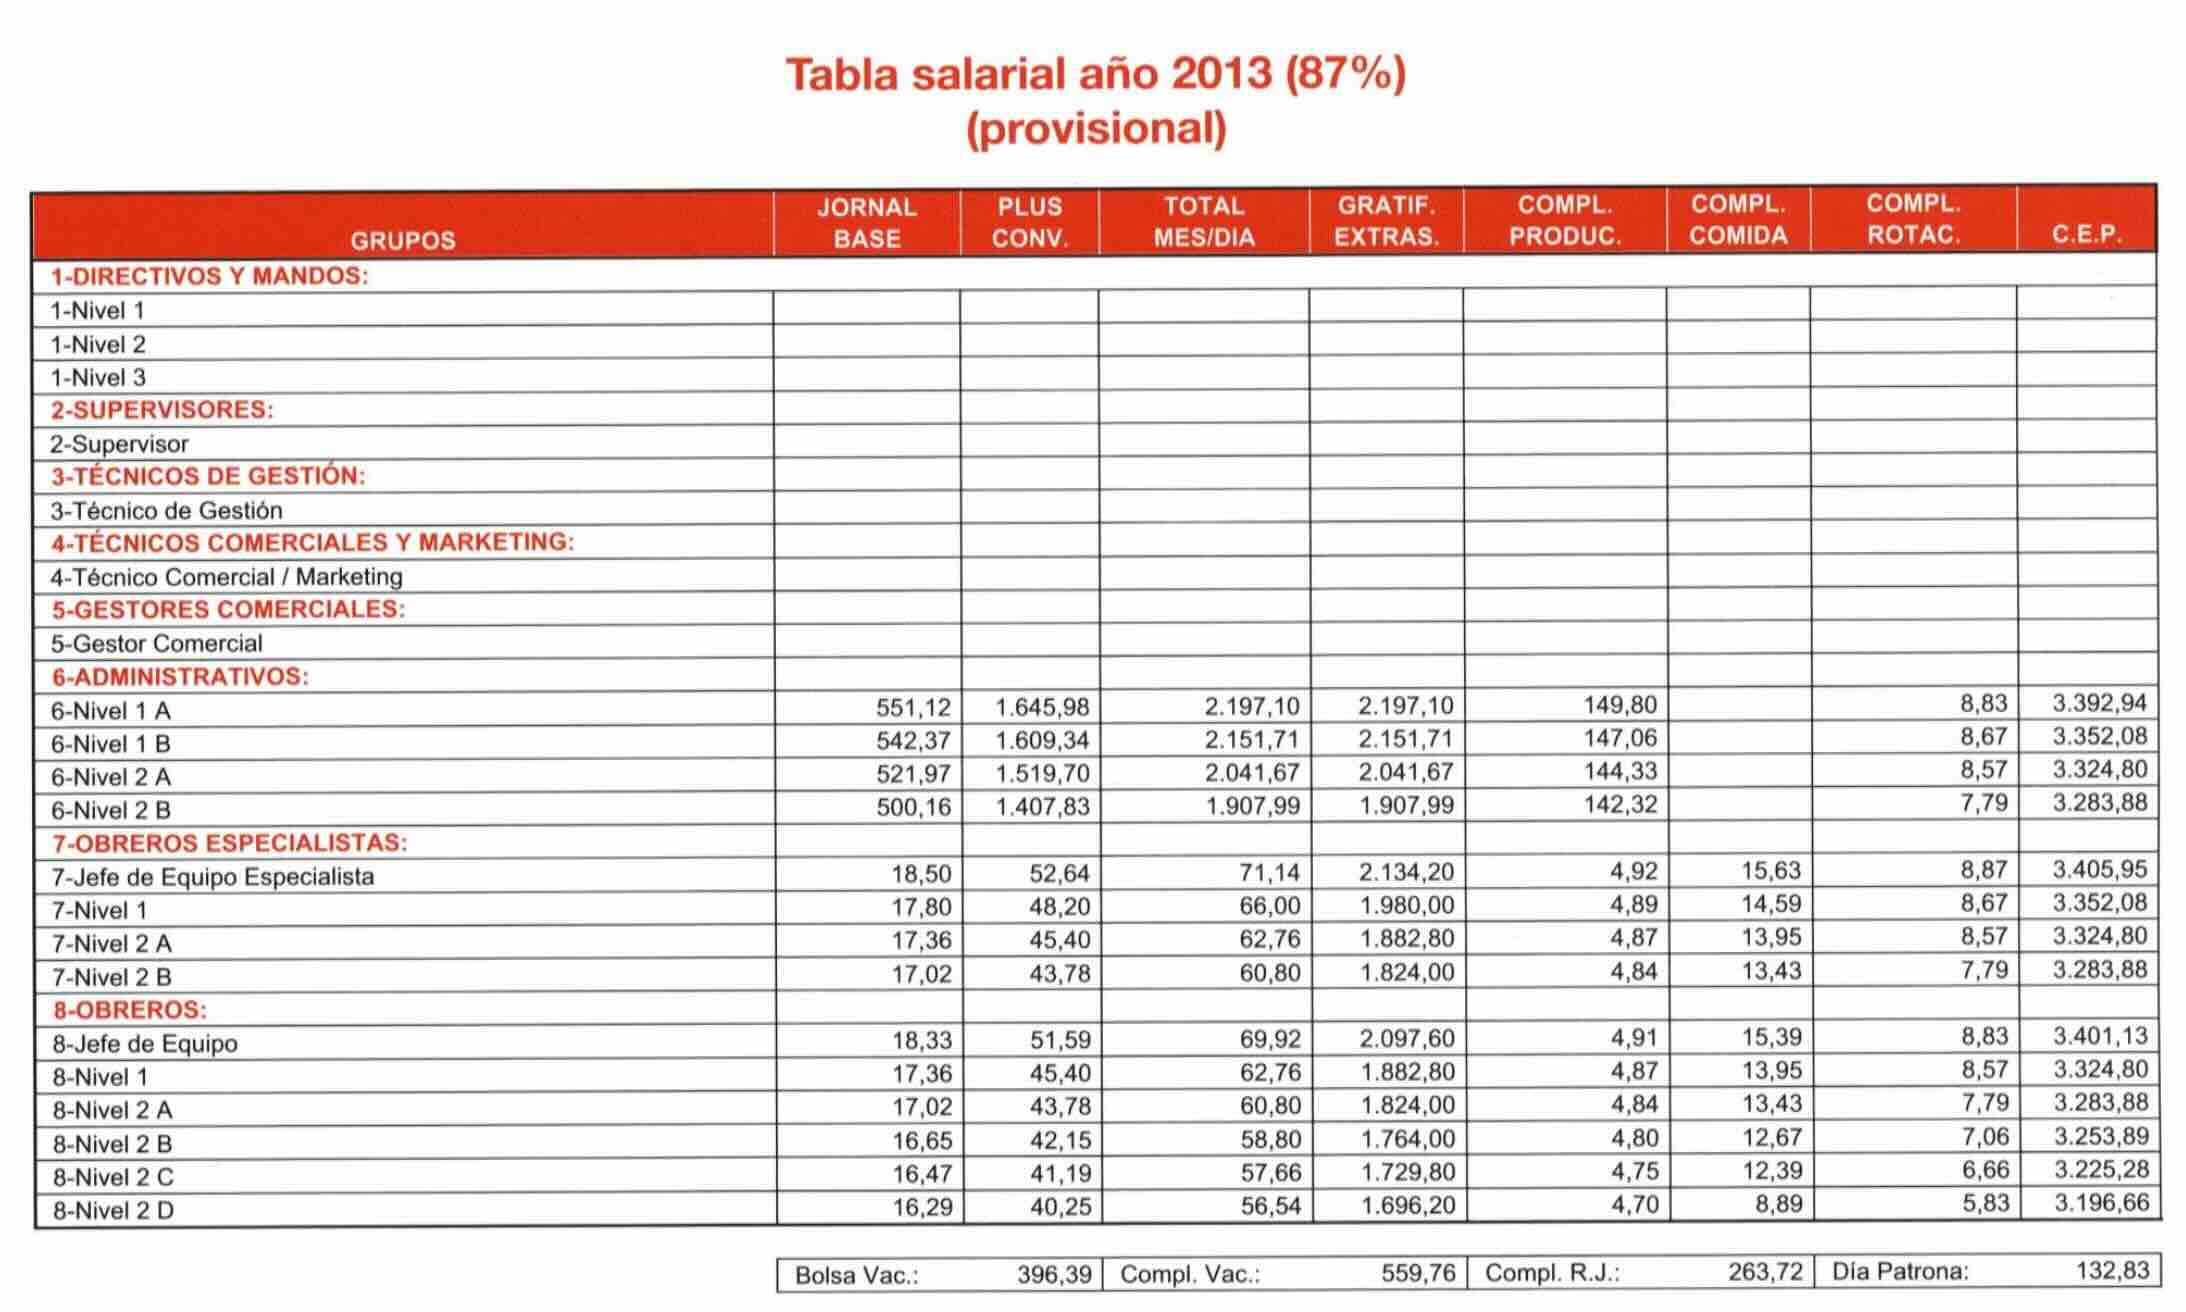 Tabla salarial año 2013 (87%)
(provisional)
GRUPOS JORNAL BASE PLUS CONV. TOTAL MES/DIA GRATIF. EXTRAS. COMPL. PRODUC. COMPL. COMIDA COMPL. ROTAC. C.E.P.
1-DIRECTIVOS Y MANDOS:
1-Nivel 1
1-Nivel 2
1-Nivel 3
2-SUPERVISORES:
2-Supervisor
3-TÉCNICOS DE GESTIÓN:
3-Técnico de Gestión
4-TÉCNICOS COMERCIALES Y MARKETING:
4-Técnico Comercial / Marketing
5-GESTORES COMERCIALES:
5-Gestor Comercial
6-ADMINISTRATIVOS:
6-Nivel 1 A 551,12 1.645,98 2.197,10 2.197,10 149,80 8,83 3.392,94
6-Nivel 1 B 542,37 1.609,34 2.151,71 2.151,71 147,06 8,67 3.352,08
6-Nivel 2 A 521,97 1.519,70 2.041,67 2.041,67 144,33 8,57 3.324,80
6-Nivel 2 B 500,16 1.407,83 1.907,99 1.907,99 142,32 7,79 3.283,88
7-OBREROS ESPECIALISTAS:
7-Jefe de Equipo Especialista 18,50 52,64 71,14 2.134,20 4,92 15,63 8,87 3.405,95
7-Nivel 1 17,80 48,20 66,00 1.980,00 4,89 14,59 8,67 3.352,08
7-Nivel 2 A 17,36 45,40 62,76 1.882,80 4,87 13,95 8,57 3.324,80
7-Nivel 2 B 17,02 43,78 60,80 1.824,00 4,84 13,43 7,79 3.283,88
8-OBREROS:
8-Jefe de Equipo 18,33 51,59 69,92 2.097,60 4,91 15,39 8,83 3.401,13
8-Nivel 1 17,36 45,40 62,76 1.882,80 4,87 13,95 8,57 3.324,80
8-Nivel 2 A 17,02 43,78 60,80 1.824,00 4,84 13,43 7,79 3.283,88
8-Nivel 2 B 16,65 42,15 58,80 1.764,00 4,80 12,67 7,06 3.253,89
8-Nivel 2 C 16,47 41,19 57,66 1.729,80 4,75 12,39 6,66 3.225,28
8-Nivel 2 D 16,29 40,25 56,54 1.696,20 4,70 8,89 5,83 3.196,66
Bolsa Vac.: 396,39 Compl. Vac.: 559,76 Compl. R.J.: 263,72 Día Patrona: 132,83